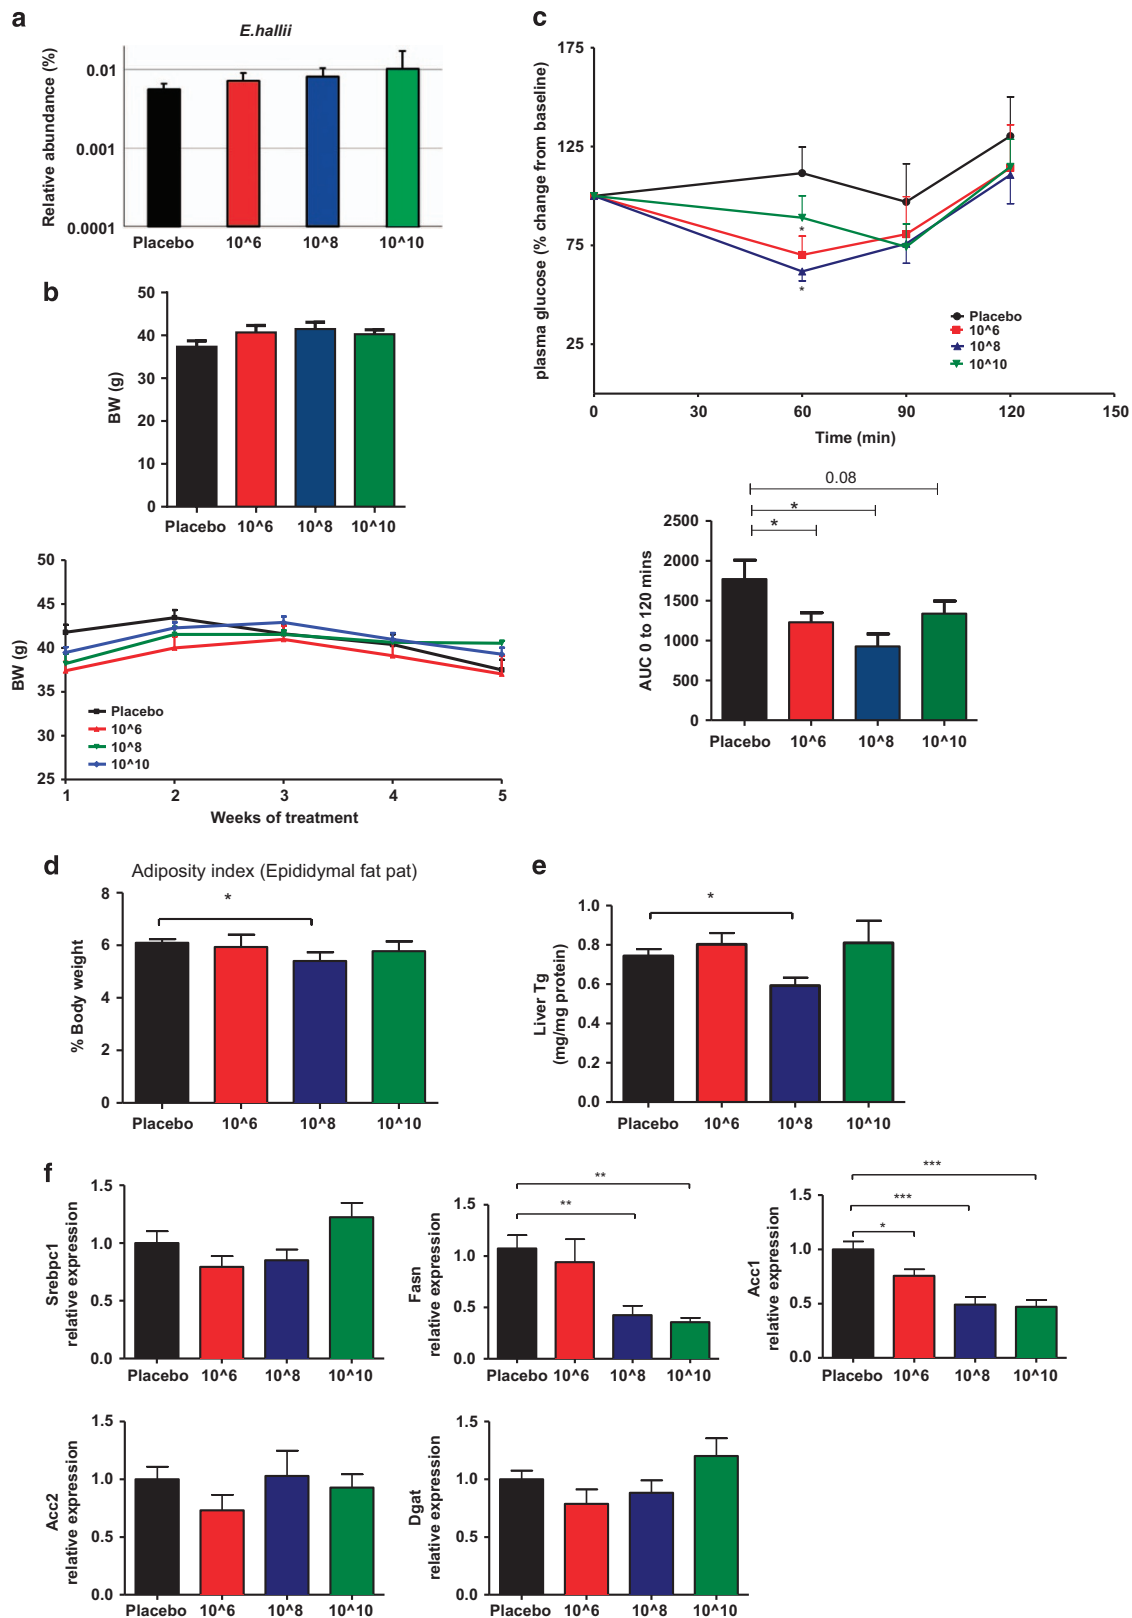 a
E.hallii
Relative abundance (%)
0.01
0.001
0.0001
Placebo 10^6 10^8 10^10
b
BW (g)
50
40
30
20
10
0
Placebo 10^6 10^8 10^10
BW (g)
50
45
40
35
30
25
Placebo
10^6
10^8
10^10
1 2 3 4 5
Weeks of treatment
c
plasma glucose (% change from baseline)
175
125
75
25
*
*
Placebo
10^6
10^8
10^10
0 30 60 90 120 150
Time (min)
0.08
*
*
AUC 0 to 120 mins
2500
2000
1500
1000
500
0
Placebo 10^6 10^8 10^10
d
Adiposity index (Epididymal fat pat)
*
% Body weight
8
6
4
2
0
Placebo 10^6 10^8 10^10
e
*
Liver Tg
(mg/mg protein)
1.0
0.8
0.6
0.4
0.2
0.0
Placebo 10^6 10^8 10^10
f
Srebpc1
relative expression
1.5
1.0
0.5
0.0
Placebo 10^6 10^8 10^10
**
**
Fasn
relative expression
1.5
1.0
0.5
0.0
Placebo 10^6 10^8 10^10
***
***
*
Acc1
relative expression
1.5
1.0
0.5
0.0
Placebo 10^6 10^8 10^10
Acc2
relative expression
1.5
1.0
0.5
0.0
Placebo 10^6 10^8 10^10
Dgat
relative expression
1.5
1.0
0.5
0.0
Placebo 10^6 10^8 10^10